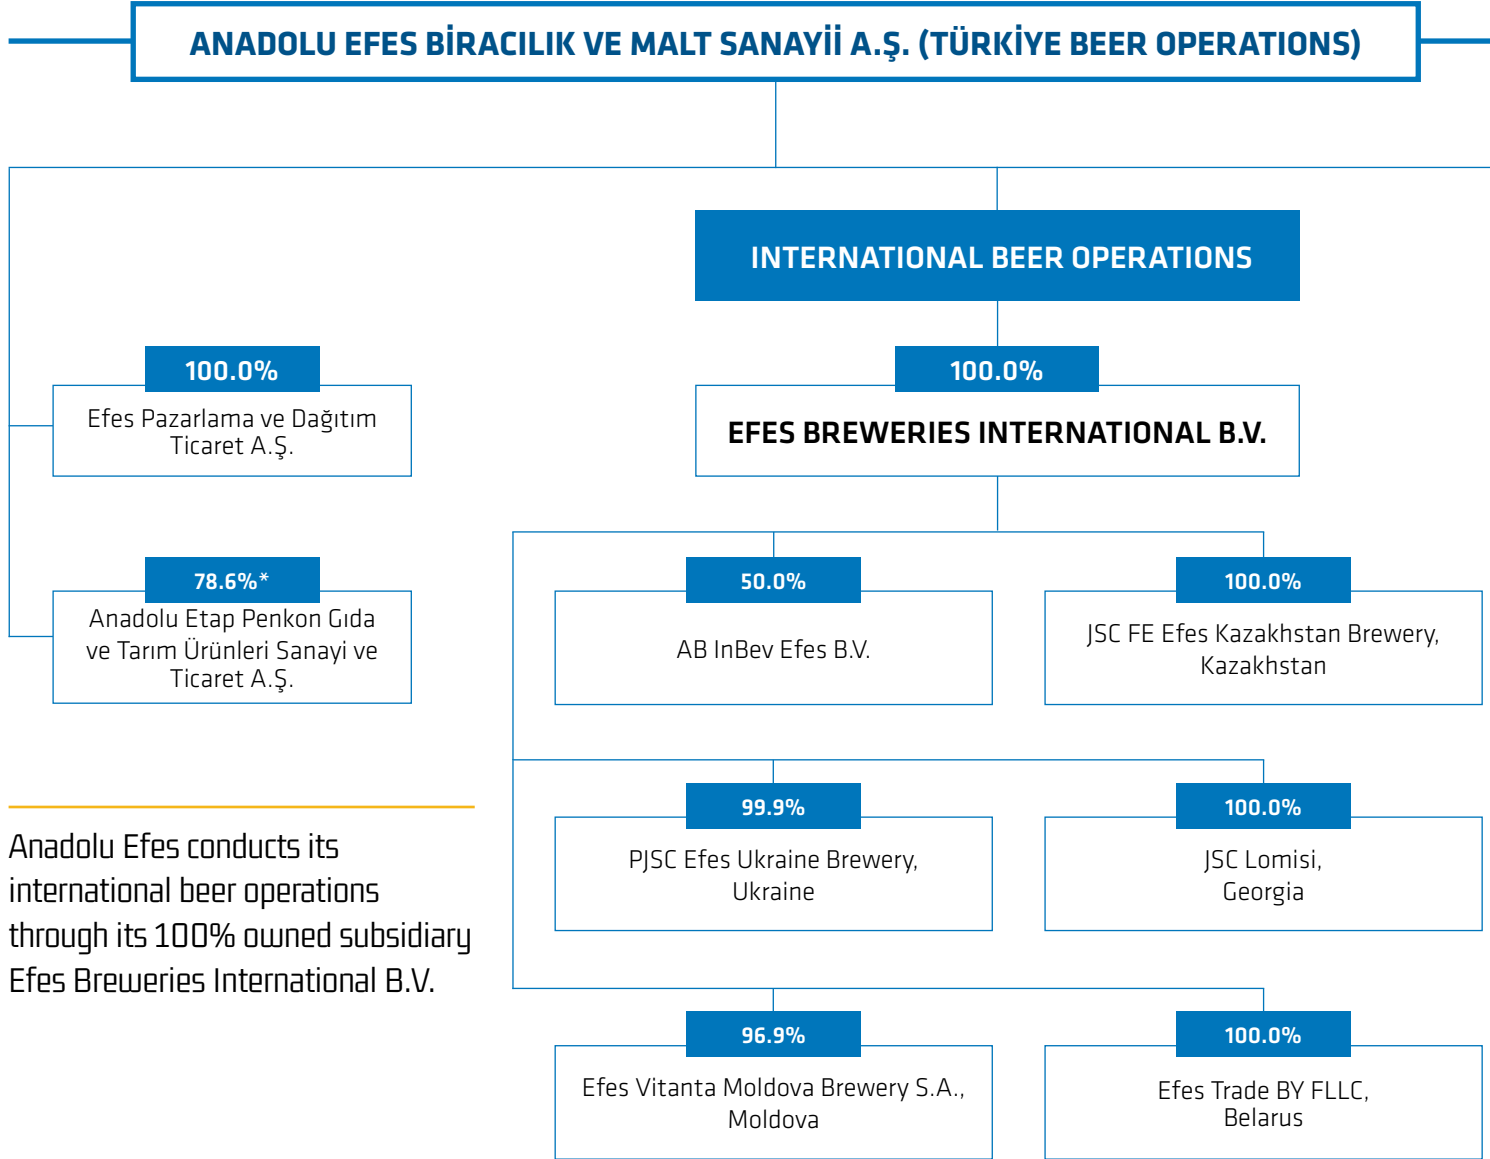 ANADOLU EFES BİRACILIK VE MALT SANAYİİ A.Ş. (TÜRKİYE BEER OPERATIONS)
INTERNATIONAL BEER OPERATIONS
100.0%
Efes Pazarlama ve Dağıtım
Ticaret A.Ş.
100.0%
EFES BREWERIES INTERNATIONAL B.V.
78.6%*
Anadolu Etap Penkon Gıda
ve Tarım Ürünleri Sanayi ve
Ticaret A.Ş.
50.0%
AB InBev Efes B.V.
100.0%
JSC FE Efes Kazakhstan Brewery,
Kazakhstan
Anadolu Efes conducts its
international beer operations
through its 100% owned subsidiary
Efes Breweries International B.V.
99.9%
PJSC Efes Ukraine Brewery,
Ukraine
100.0%
JSC Lomisi,
Georgia
96.9%
Efes Vitanta Moldova Brewery S.A.,
Moldova
100.0%
Efes Trade BY FLLC,
Belarus